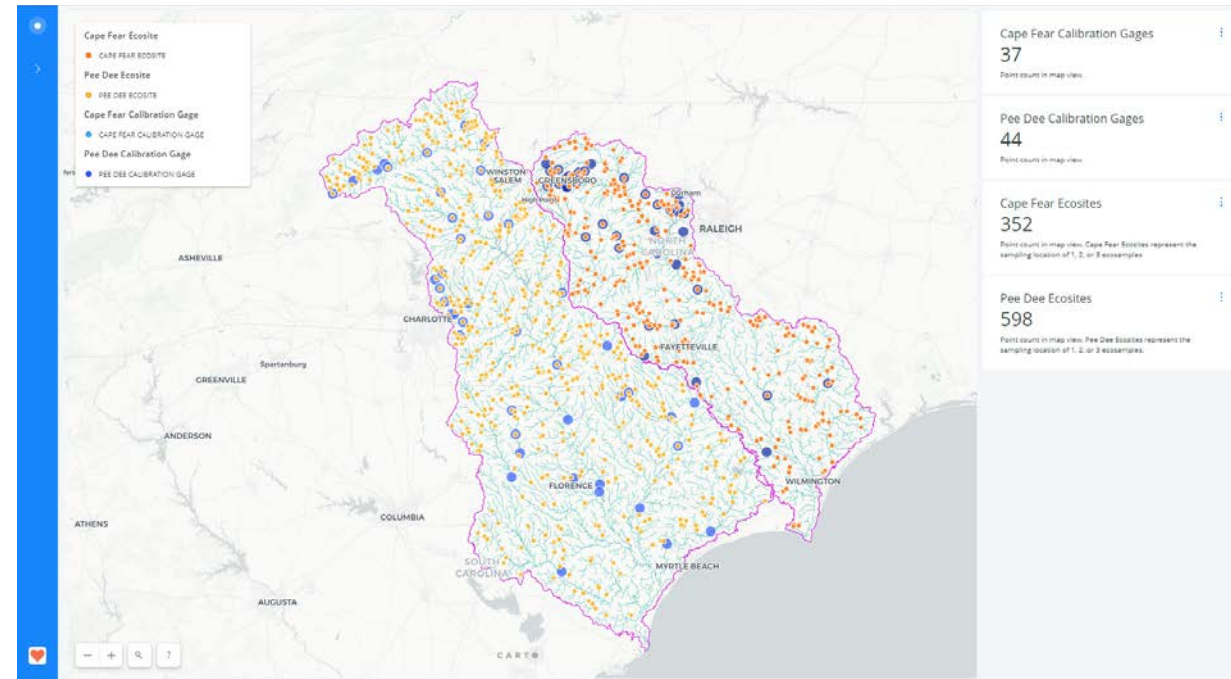 Cape Fear Ecosite
CAPE FEAR ECOSITE
Pee Dee Ecosite
PEE DEE ECOSITE
Cape Fear Calibration Gage
CAPE FEAR CALIBRATION GAGE
Pee Dee Calibration Gage
PEE DEE CALIBRATION GAGE
WINSTON
SALEM
GREENSBORO
High Point
Durham
RALEIGH
NORTH
CAROLINA
ASHEVILLE
CHARLOTTE
FAYETTEVILLE
Spartanburg
GREENVILLE
ANDERSON
FLORENCE
WILMINGTON
COLUMBIA
ATHENS
SOUTH
CAROLINA
MYRTLE BEACH
AUGUSTA
CARTO
− + ?
Cape Fear Calibration Gages
37
Point count in map view.
Pee Dee Calibration Gages
44
Point count in map view.
Cape Fear Ecosites
352
Point count in map view. Cape Fear Ecosites represent the
sampling location of 1, 2, or 3 ecosamples
Pee Dee Ecosites
598
Point count in map view. Pee Dee Ecosites represent the
sampling location of 1, 2, or 3 ecosamples.